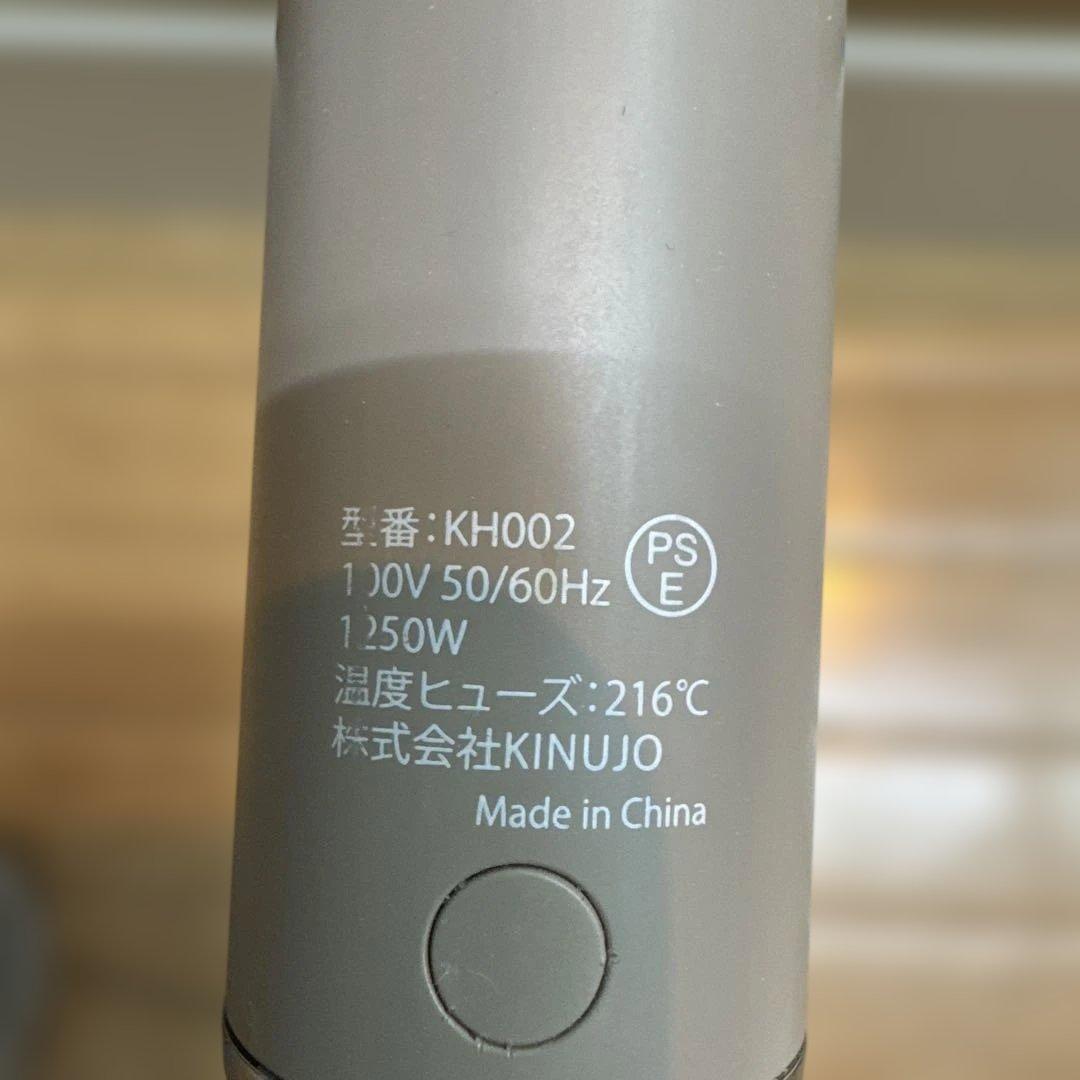 型番：KH002
100V 50/60Hz
PS
E
1250W
温度ヒューズ：216℃
株式会社KINUJO
Made in China